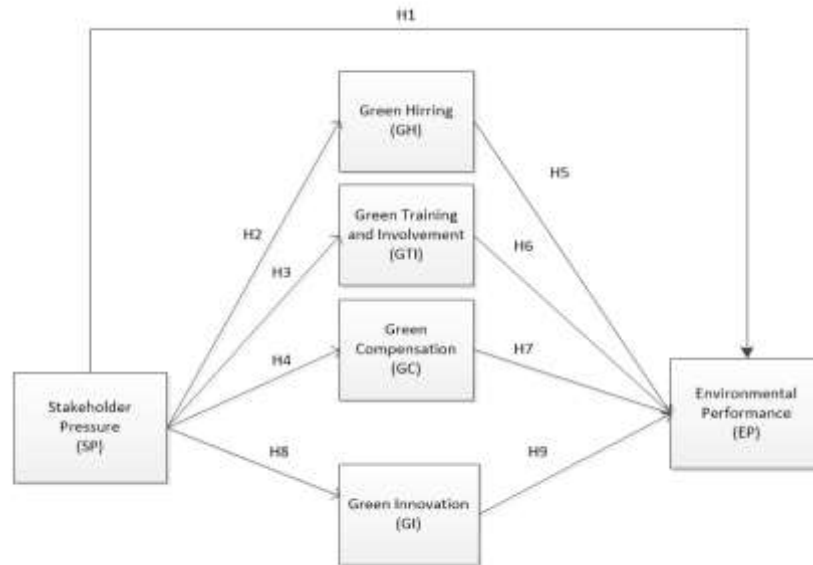 H1
Green Hirring
(GH)
H5
Green Training
and Involvement
(GTI)
H2
H6
H3
Green
Compensation
(GC)
H4
H7
Stakeholder
Pressure
(SP)
Environmental
Performance
(EP)
H8
H9
Green Innovation
(GI)